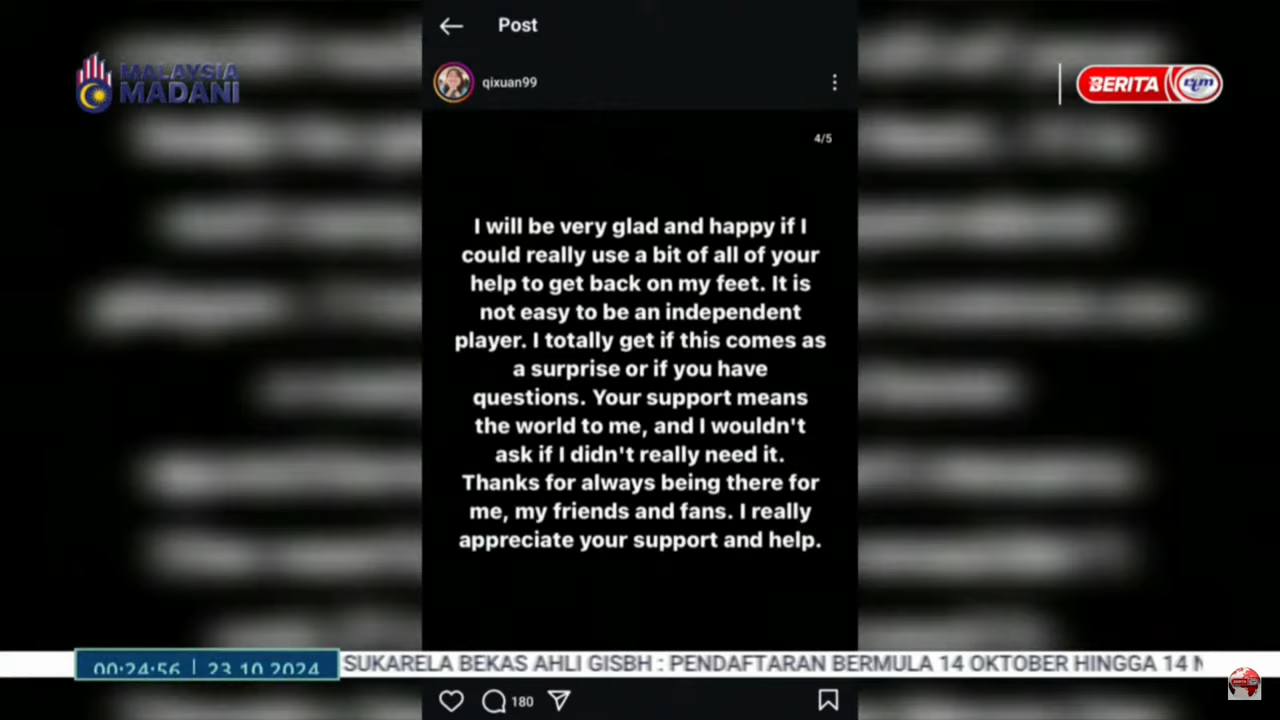 Post
MALAYSIA
MADANI
qixuan99
BERITA rtm
4/5
I will be very glad and happy if I
could really use a bit of all of your
help to get back on my feet. It is
not easy to be an independent
player. I totally get if this comes as
a surprise or if you have
questions. Your support means
the world to me, and I wouldn't
ask if I didn't really need it.
Thanks for always being there for
me, my friends and fans. I really
appreciate your support and help.
00:24:56 | 23.10.2024
SUKARELA BEKAS AHLI GISBH : PENDAFTARAN BERMULA 14 OKTOBER HINGGA 14
180